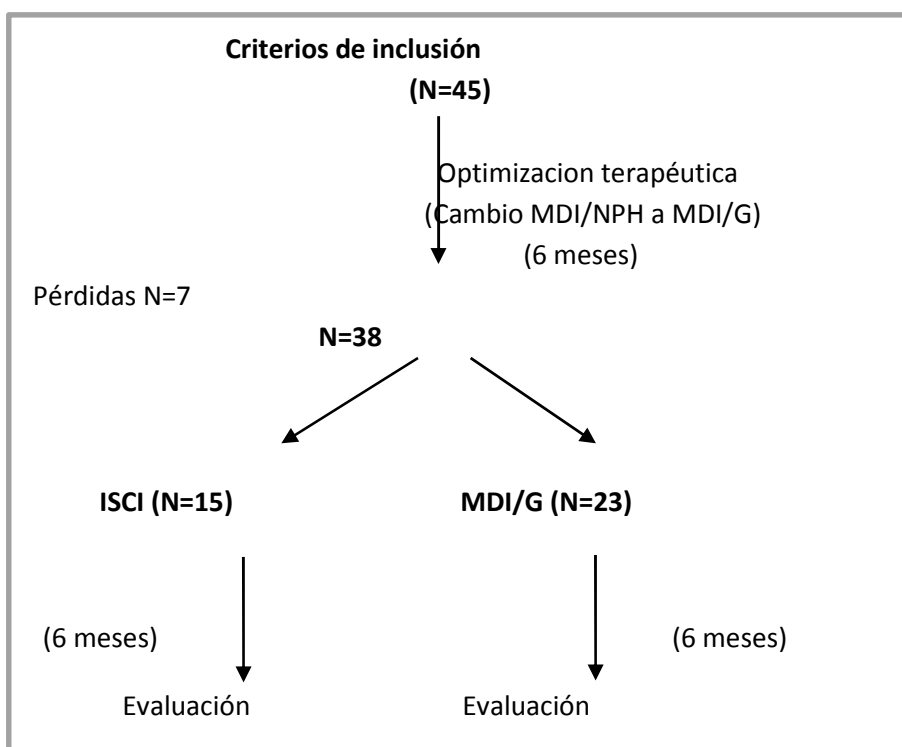 Criterios de inclusión
(N=45)
Optimizacion terapéutica
(Cambio MDI/NPH a MDI/G)
(6 meses)
Pérdidas N=7
N=38
ISCI (N=15)
MDI/G (N=23)
(6 meses)
(6 meses)
Evaluación
Evaluación